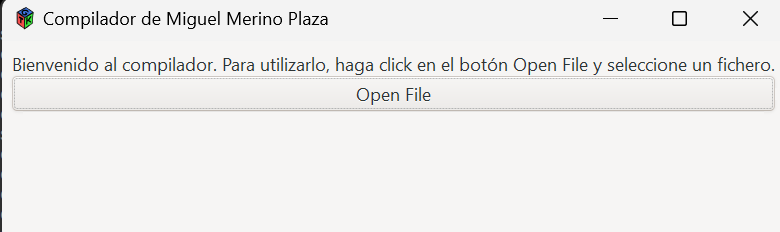 Compilador de Miguel Merino Plaza
Bienvenido al compilador. Para utilizarlo, haga click en el botón Open File y seleccione un fichero.
Open File